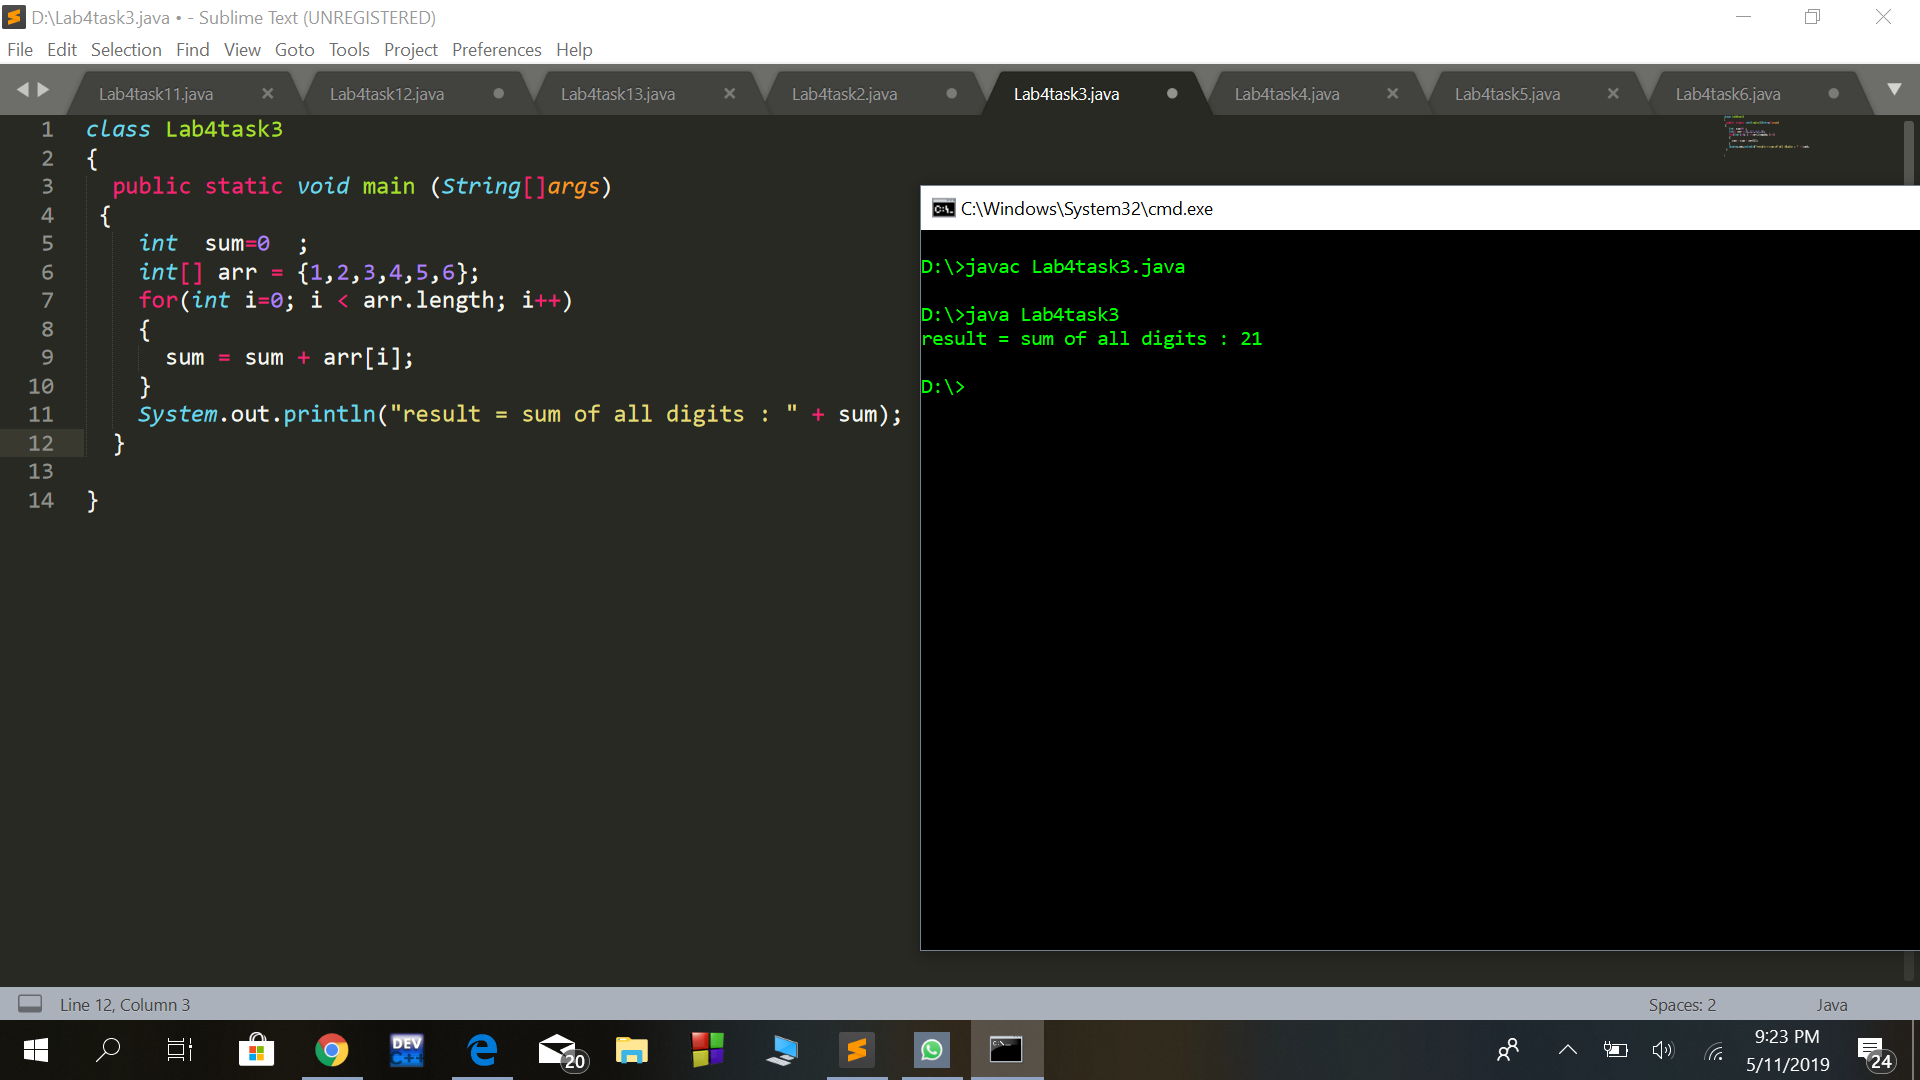 D:\Lab4task3.java • - Sublime Text (UNREGISTERED)
File Edit Selection Find View Goto Tools Project Preferences Help
Lab4task11.java Lab4task12.java Lab4task13.java Lab4task2.java Lab4task3.java Lab4task4.java Lab4task5.java Lab4task6.java
1 class Lab4task3
2 {
3 public static void main (String[]args)
4 {
5 int sum=0 ;
6 int[] arr = {1,2,3,4,5,6};
7 for(int i=0; i < arr.length; i++)
8 {
9 sum = sum + arr[i];
10 }
11 System.out.println("result = sum of all digits : " + sum);
12 }
13
14 }
C:\Windows\System32\cmd.exe
D:\>javac Lab4task3.java
D:\>java Lab4task3
result = sum of all digits : 21
D:\>
Line 12, Column 3
Spaces: 2
Java
DEV
C++
20
9:23 PM
5/11/2019
24